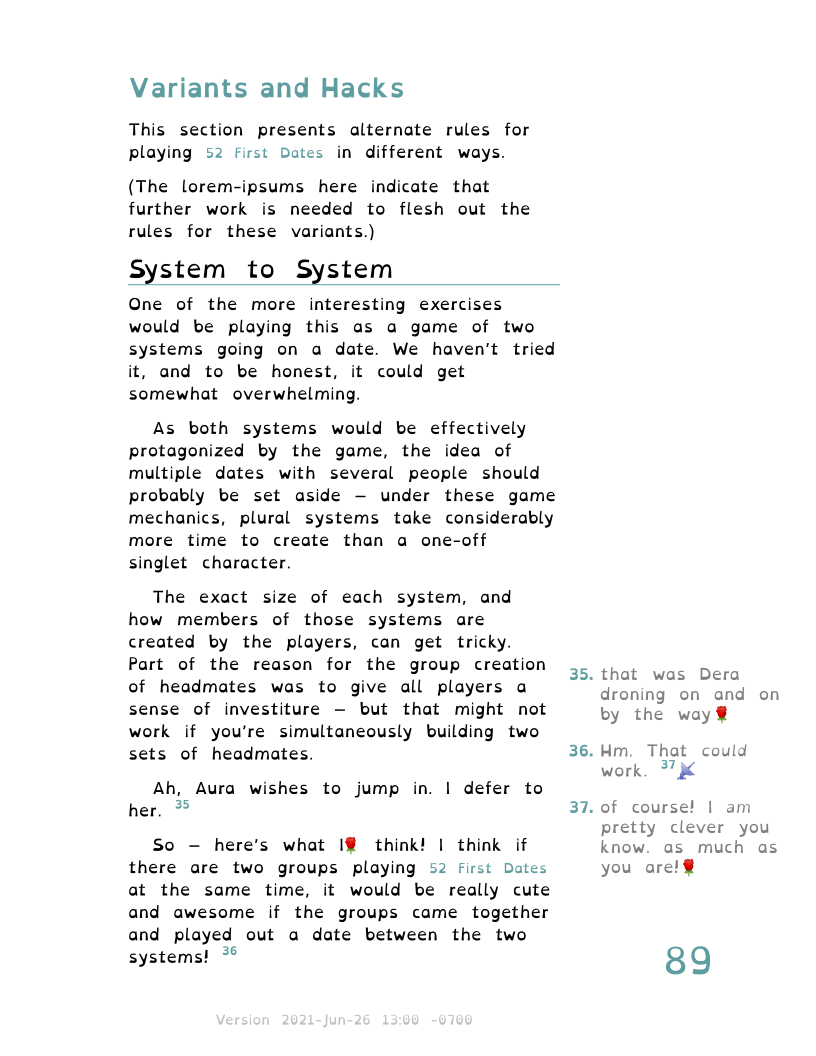 Variants and Hacks
This section presents alternate rules for
playing 52 First Dates in different ways.
(The lorem-ipsums here indicate that
further work is needed to flesh out the
rules for these variants.)
System to System
One of the more interesting exercises
would be playing this as a game of two
systems going on a date. We haven't tried
it, and to be honest, it could get
somewhat overwhelming.
As both systems would be effectively
protagonized by the game, the idea of
multiple dates with several people should
probably be set aside – under these game
mechanics, plural systems take considerably
more time to create than a one-off
singlet character.
The exact size of each system, and
how members of those systems are
created by the players, can get tricky.
Part of the reason for the group creation
of headmates was to give all players a
sense of investiture – but that might not
work if you're simultaneously building two
sets of headmates.
Ah, Aura wishes to jump in. I defer to
her. 35
So – here's what I🌹 think! I think if
there are two groups playing 52 First Dates
at the same time, it would be really cute
and awesome if the groups came together
and played out a date between the two
systems! 36
35. that was Dera
droning on and on
by the way🌹
36. Hm. That could
work. 37📡
37. of course! I am
pretty clever you
know. as much as
you are!🌹
89
Version 2021-Jun-26 13:00 -0700